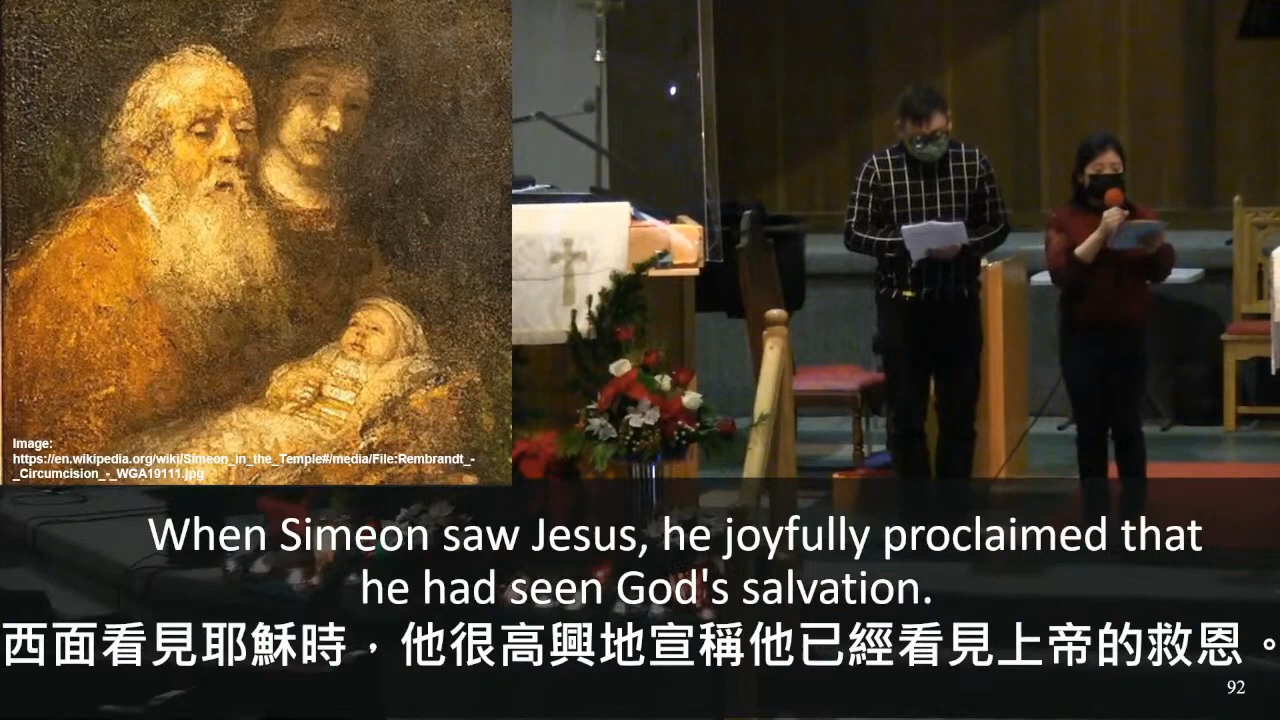 Image:
https://en.wikipedia.org/wiki/Simeon_in_the_Temple#/media/File:Rembrandt_-
_Circumcision_-_WGA19111.jpg
When Simeon saw Jesus, he joyfully proclaimed that
he had seen God's salvation.
西面看見耶穌時，他很高興地宣稱他已經看見上帝的救恩。
92